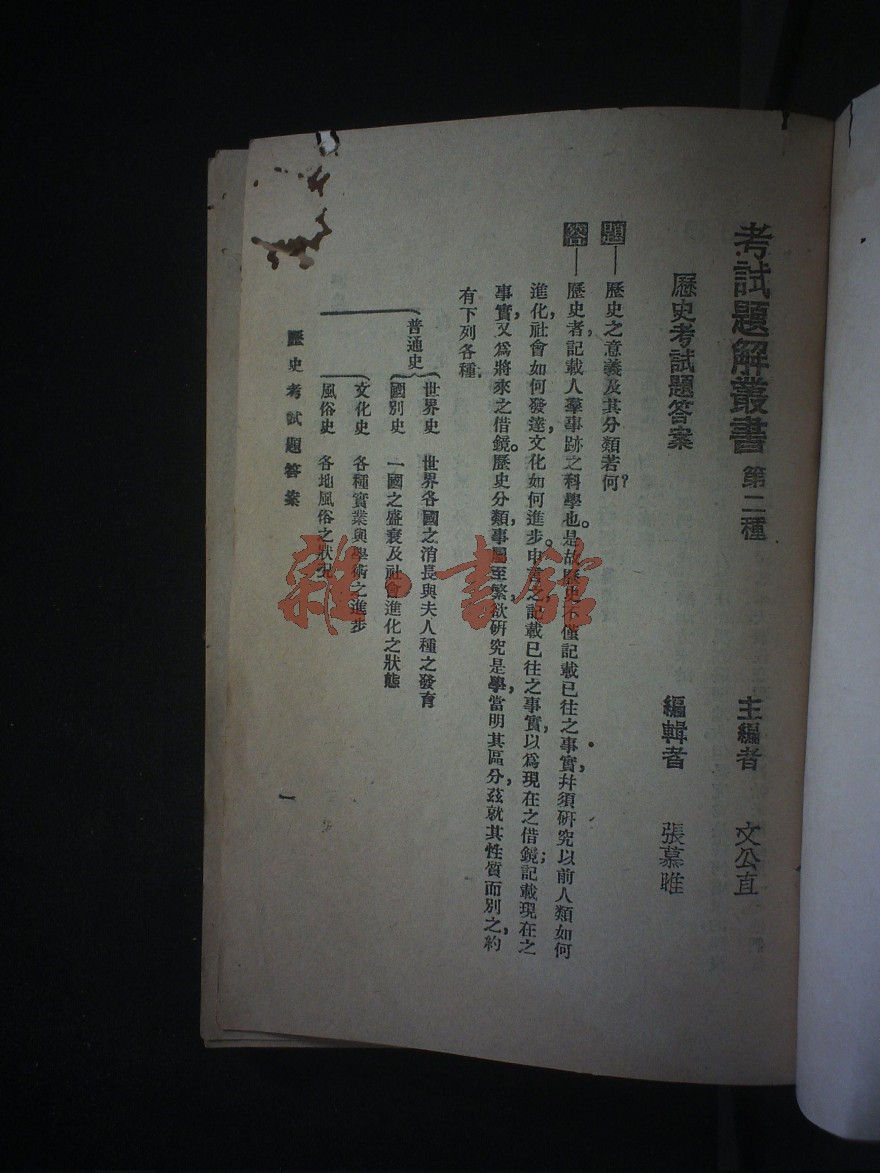 考試題解叢書 第二種 主編者 文公直
歷史考試題答案 編輯者 張慕睢
題—歷史之意義及其分類若何？
答—歷史者，記載人羣事跡之科學也。是故歷史不僅記載已往之事實，幷須硏究以前人類如何
進化，社會如何發達，文化如何進步。申言之，記載已往之事實，以爲現在之借鏡；記載現在之
事實，又爲將來之借鏡。歷史分類，事屬至繁，欲硏究是學，當明其區分，茲就其性質而別之，約
有下列各種：
普通史
世界史 世界各國之消長與夫人種之發育
國別史 一國之盛衰及社會進化之狀態
文化史 各種實業與學術之進步
風俗史 各地風俗之狀況
歷史考試題答案 一
雜·書館